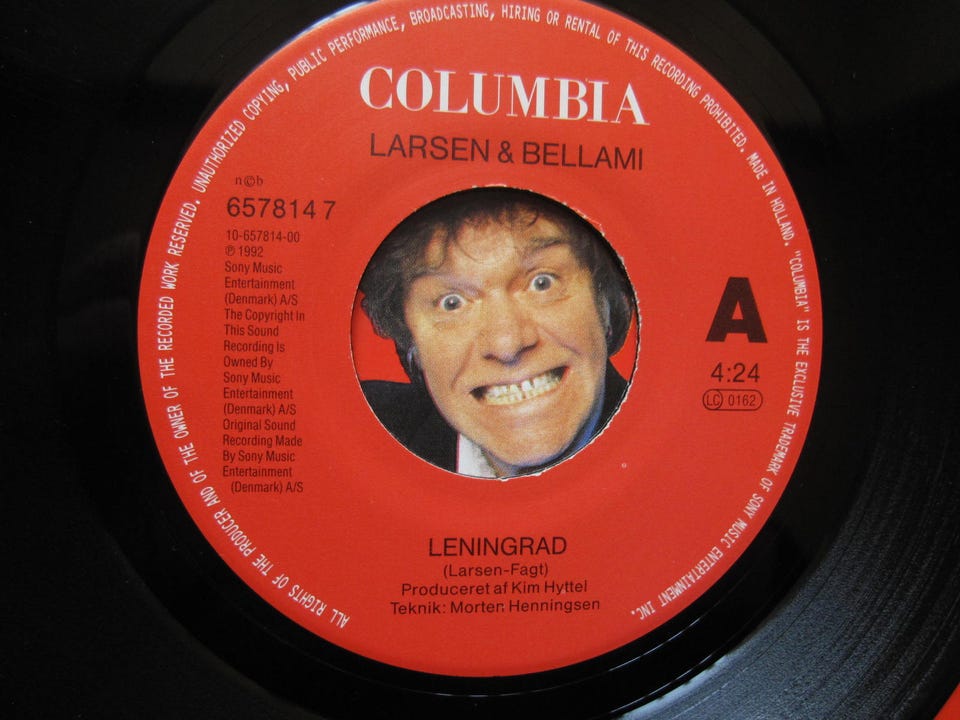 ALL RIGHTS OF THE PRODUCER AND OF THE OWNER OF THE RECORDED WORK RESERVED. UNAUTHORIZED COPYING, PUBLIC PERFORMANCE, BROADCASTING, HIRING OR RENTAL OF THIS RECORDING PROHIBITED. MADE IN HOLLAND. "COLUMBIA" IS THE EXCLUSIVE TRADEMARK OF SONY MUSIC ENTERTAINMENT INC.
COLUMBIA
LARSEN & BELLAMI
n©b
657814 7
10-657814-00
℗ 1992
Sony Music
Entertainment
(Denmark) A/S
The Copyright In
This Sound
Recording Is
Owned By
Sony Music
Entertainment
(Denmark) A/S
Original Sound
Recording Made
By Sony Music
Entertainment
(Denmark) A/S
A
4:24
LC 0162
LENINGRAD
(Larsen-Fagt)
Produceret af Kim Hyttel
Teknik: Morten Henningsen